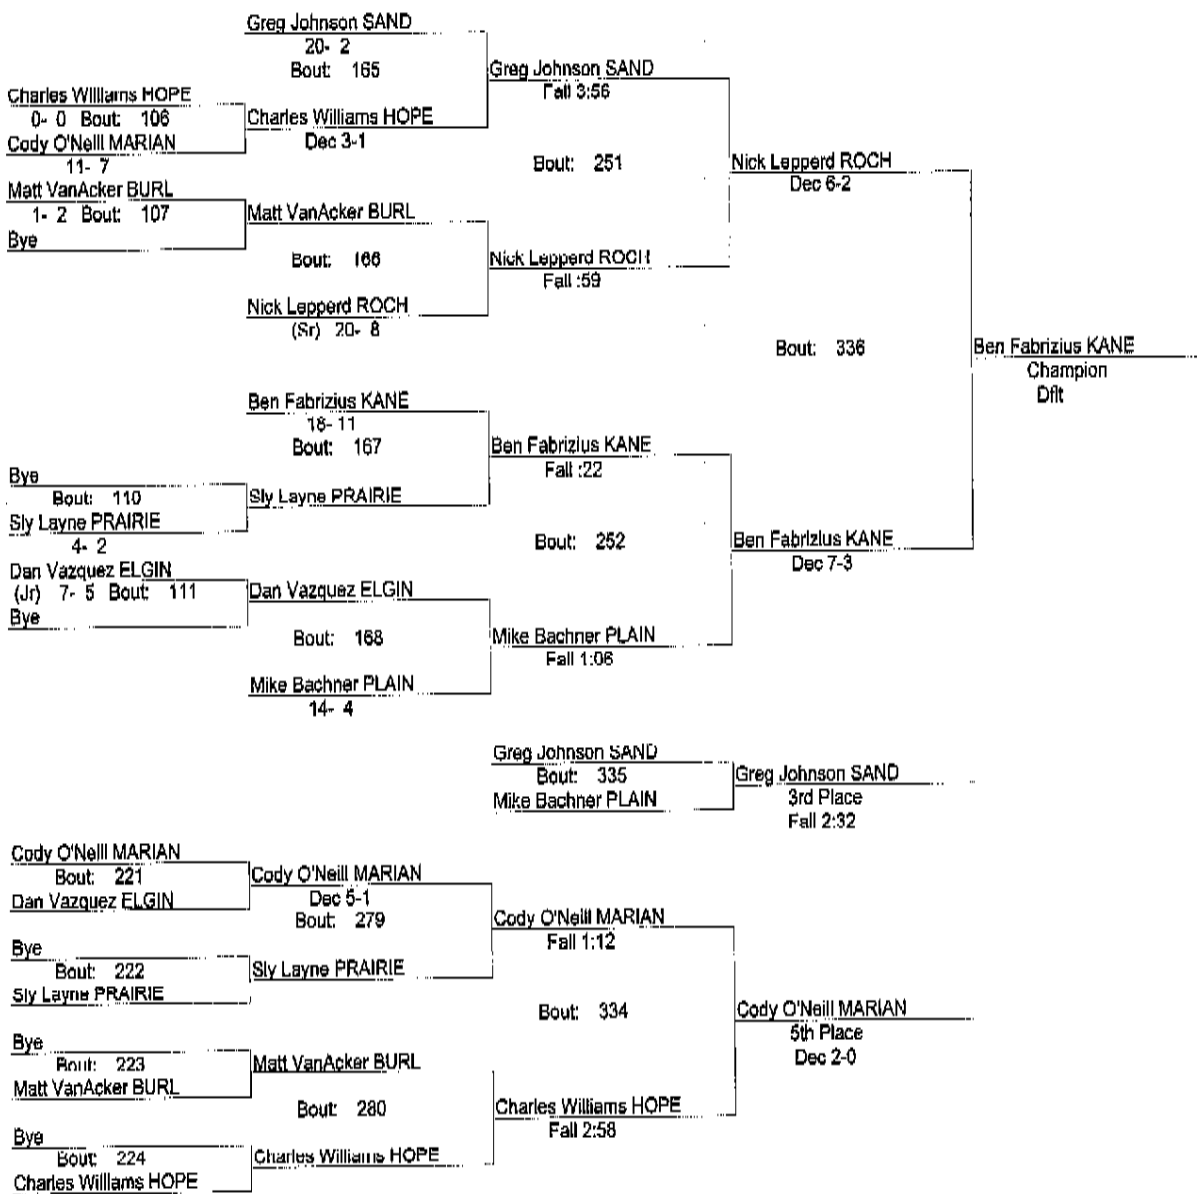 Greg Johnson SAND
20- 2
Bout: 165
Greg Johnson SAND
Fall 3:56
Charles Williams HOPE
0- 0 Bout: 106
Charles Williams HOPE
Dec 3-1
Cody O'Neill MARIAN
11- 7
Bout: 251
Nick Lepperd ROCH
Dec 6-2
Matt VanAcker BURL
1- 2 Bout: 107
Matt VanAcker BURL
Bye
Bout: 166
Nick Lepperd ROCH
Fall :59
Nick Lepperd ROCH
(Sr) 20- 8
Bout: 336
Ben Fabrizius KANE
Champion
Dflt
Ben Fabrizius KANE
18- 11
Bout: 167
Ben Fabrizius KANE
Fall :22
Bye
Bout: 110
Sly Layne PRAIRIE
Sly Layne PRAIRIE
4- 2
Bout: 252
Ben Fabrizius KANE
Dec 7-3
Dan Vazquez ELGIN
(Jr) 7- 5 Bout: 111
Dan Vazquez ELGIN
Bye
Bout: 168
Mike Bachner PLAIN
Fall 1:06
Mike Bachner PLAIN
14- 4
Greg Johnson SAND
Bout: 335
Greg Johnson SAND
Mike Bachner PLAIN
3rd Place
Fall 2:32
Cody O'Neill MARIAN
Bout: 221
Cody O'Neill MARIAN
Dec 5-1
Dan Vazquez ELGIN
Bout: 279
Cody O'Neill MARIAN
Fall 1:12
Bye
Bout: 222
Sly Layne PRAIRIE
Sly Layne PRAIRIE
Bout: 334
Cody O'Neill MARIAN
5th Place
Dec 2-0
Bye
Bout: 223
Matt VanAcker BURL
Matt VanAcker BURL
Bout: 280
Charles Williams HOPE
Fall 2:58
Bye
Bout: 224
Charles Williams HOPE
Charles Williams HOPE